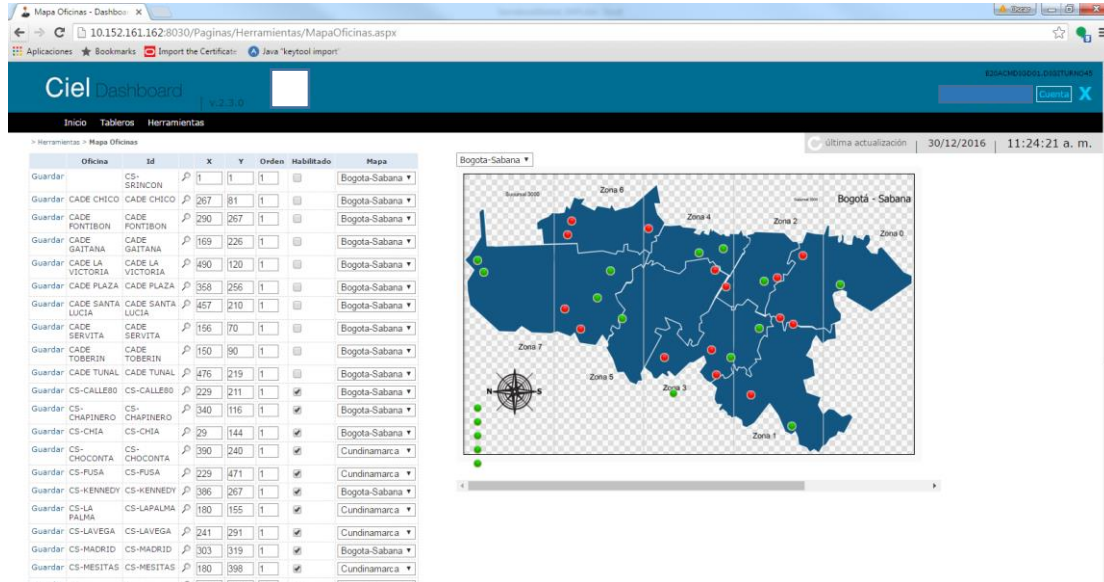 Mapa Oficinas - Dashboa
10.152.161.162:8030/Paginas/Herramientas/MapaOficinas.aspx
Aplicaciones Bookmarks Import the Certificate Java "keytool import"
Ciel Dashboard v.2.3.0
Cuenta X
Inicio Tableros Herramientas
> Herramientas > Mapa Oficinas
última actualización | 30/12/2016 | 11:24:21 a. m.
Oficina Id X Y Orden Habilitado Mapa
Guardar CS-SRINCON 1 1 1 Bogota-Sabana
Guardar CADE CHICO CADE CHICO 267 81 1 Bogota-Sabana
Guardar CADE FONTIBON CADE FONTIBON 290 267 1 Bogota-Sabana
Guardar CADE GAITANA CADE GAITANA 169 226 1 Bogota-Sabana
Guardar CADE LA VICTORIA CADE LA VICTORIA 490 120 1 Bogota-Sabana
Guardar CADE PLAZA CADE PLAZA 358 256 1 Bogota-Sabana
Guardar CADE SANTA LUCIA CADE SANTA LUCIA 457 210 1 Bogota-Sabana
Guardar CADE SERVITA CADE SERVITA 156 70 1 Bogota-Sabana
Guardar CADE TOBERIN CADE TOBERIN 150 90 1 Bogota-Sabana
Guardar CADE TUNAL CADE TUNAL 476 219 1 Bogota-Sabana
Guardar CS-CALLE80 CS-CALLE80 229 211 1 Bogota-Sabana
Guardar CS-CHAPINERO CS-CHAPINERO 340 116 1 Bogota-Sabana
Guardar CS-CHIA CS-CHIA 29 144 1 Bogota-Sabana
Guardar CS-CHOCONTA CS-CHOCONTA 390 240 1 Cundinamarca
Guardar CS-FUSA CS-FUSA 229 471 1 Cundinamarca
Guardar CS-KENNEDY CS-KENNEDY 386 267 1 Bogota-Sabana
Guardar CS-LA PALMA CS-LAPALMA 180 155 1 Cundinamarca
Guardar CS-LAVEGA CS-LAVEGA 241 291 1 Cundinamarca
Guardar CS-MADRID CS-MADRID 303 319 1 Bogota-Sabana
Guardar CS-MESITAS CS-MESITAS 180 398 1 Cundinamarca
Bogota-Sabana
Sucursal 3000
Zona 6
Bogotá - Sabana
Zona 4
Zona 2
Zona 0
Zona 7
Zona 5
Zona 3
Zona 1
N S